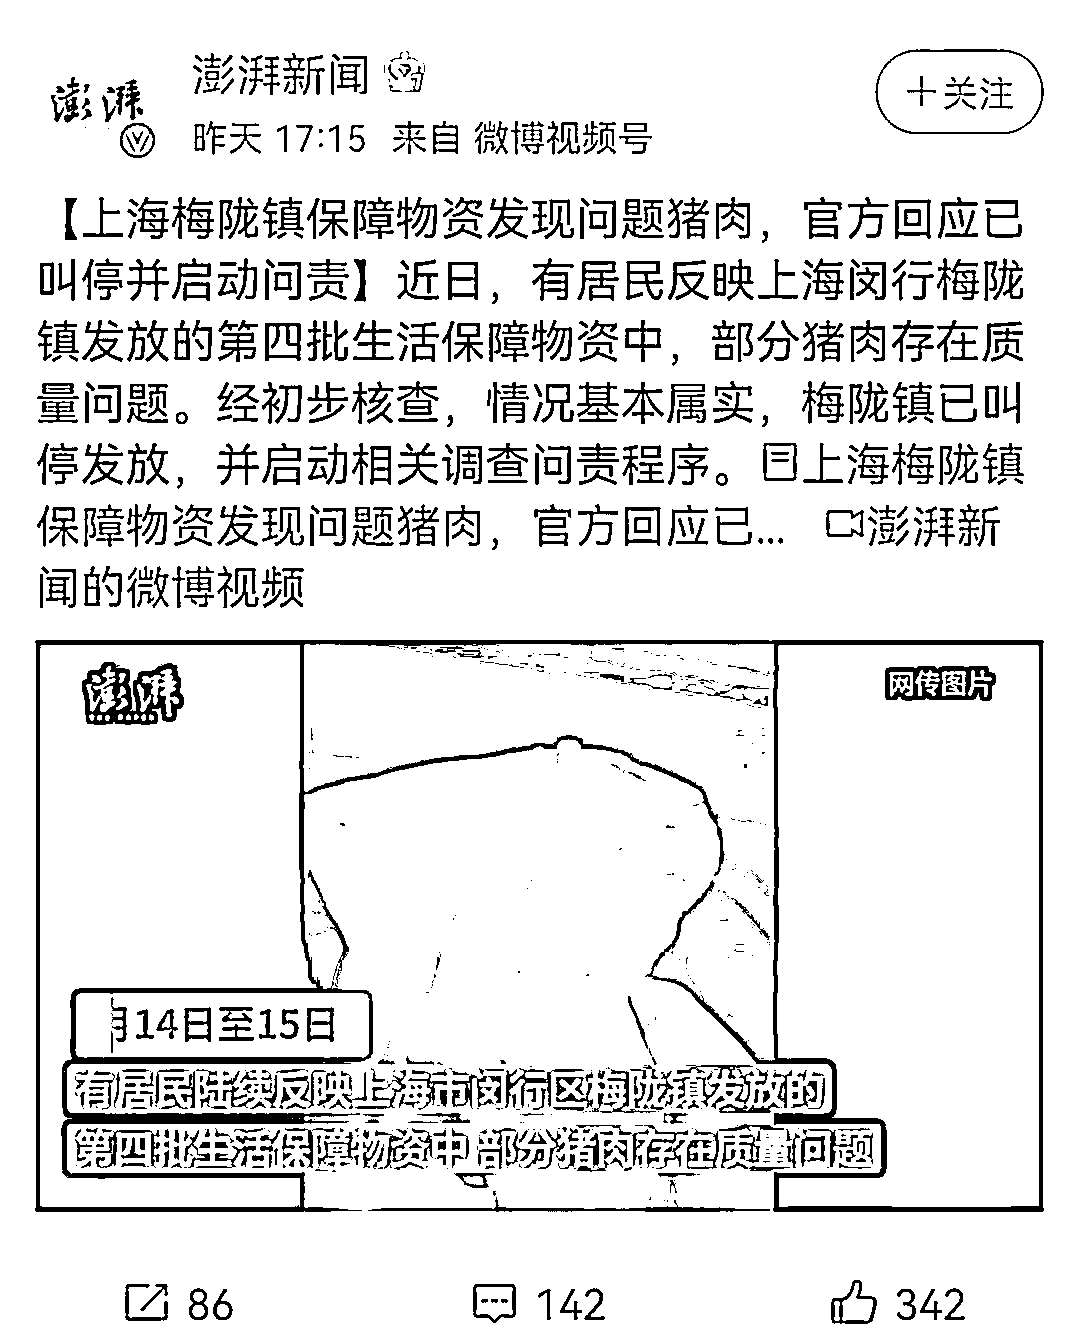 澎湃
澎湃新闻
+关注
昨天 17:15 来自 微博视频号
【上海梅陇镇保障物资发现问题猪肉，官方回应已
叫停并启动问责】近日，有居民反映上海闵行梅陇
镇发放的第四批生活保障物资中，部分猪肉存在质
量问题。经初步核查，情况基本属实，梅陇镇已叫
停发放，并启动相关调查问责程序。上海梅陇镇
保障物资发现问题猪肉，官方回应已... 澎湃新
闻的微博视频
澎湃
网传图片
月14日至15日
有居民陆续反映上海市闵行区梅陇镇发放的
第四批生活保障物资中 部分猪肉存在质量问题
86 142 342